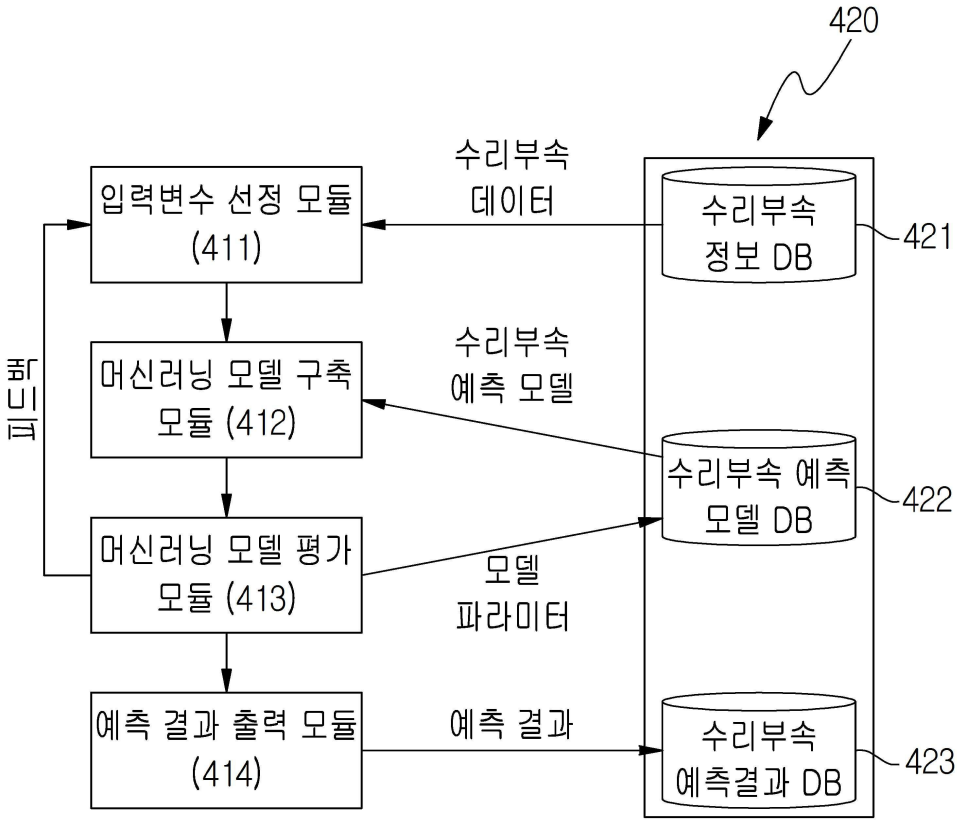 420
수리부속
데이터
입력변수 선정 모듈
(411)
수리부속
정보 DB
421
수리부속
예측 모델
머신러닝 모델 구축
모듈 (412)
피드백
수리부속 예측
모델 DB
422
머신러닝 모델 평가
모듈 (413)
모델
파라미터
예측 결과 출력 모듈
(414)
예측 결과
수리부속
예측결과 DB
423